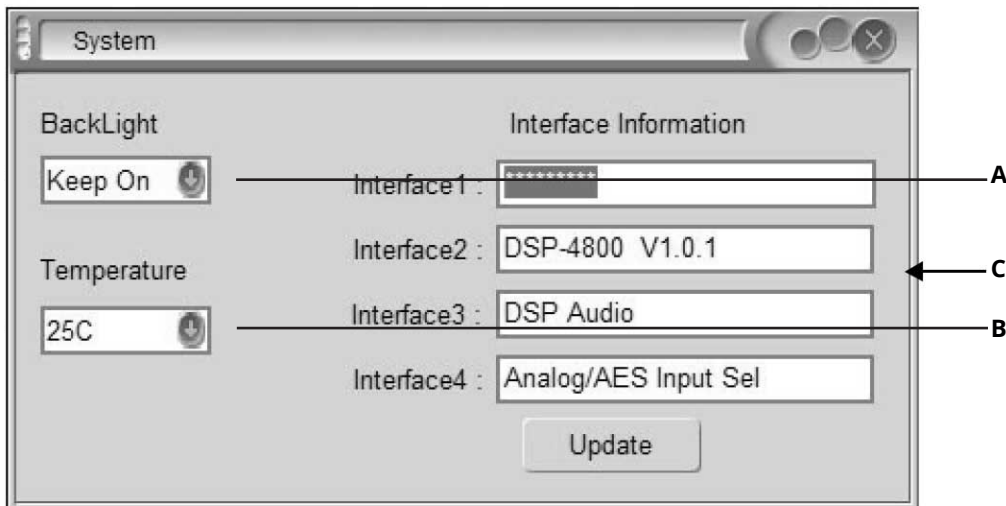 System
BackLight
Interface Information
Keep On
Interface1 : *********
A
Interface2 : DSP-4800 V1.0.1
Temperature
C
25C
Interface3 : DSP Audio
B
Interface4 : Analog/AES Input Sel
Update